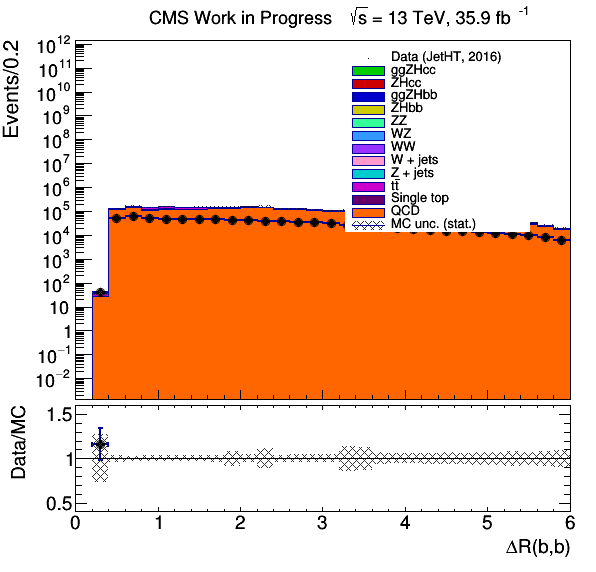 CMS Work in Progress √s = 13 TeV, 35.9 fb⁻¹
Events/0.2
10¹²
10¹¹
10¹⁰
10⁹
10⁸
10⁷
10⁶
10⁵
10⁴
10³
10²
10
1
10⁻¹
10⁻²
Data (JetHT, 2016)
ggZHcc
ZHcc
ggZHbb
ZHbb
ZZ
WZ
WW
W + jets
Z + jets
tt̄
Single top
QCD
MC unc. (stat.)
Data/MC
1.5
1
0.5
0 1 2 3 4 5 6
ΔR(b,b)